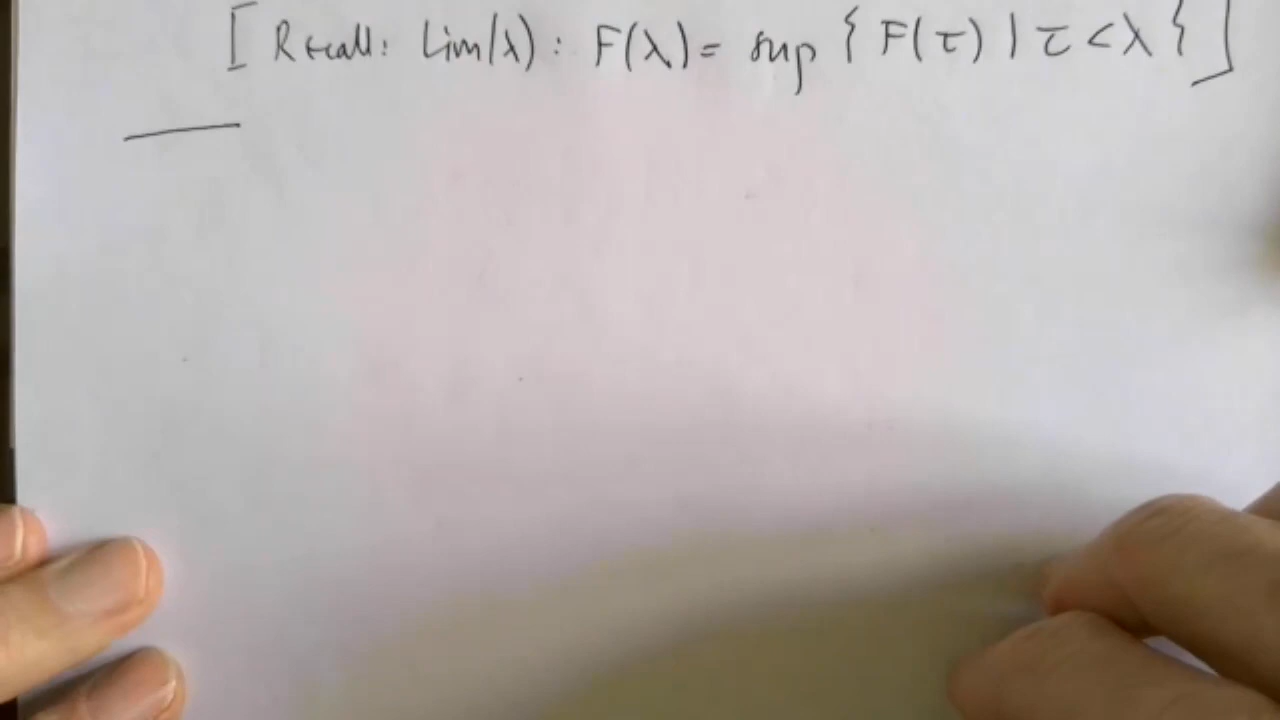 [ Recall: Lim(λ): F(λ) = sup { F(τ) | τ < λ } ]